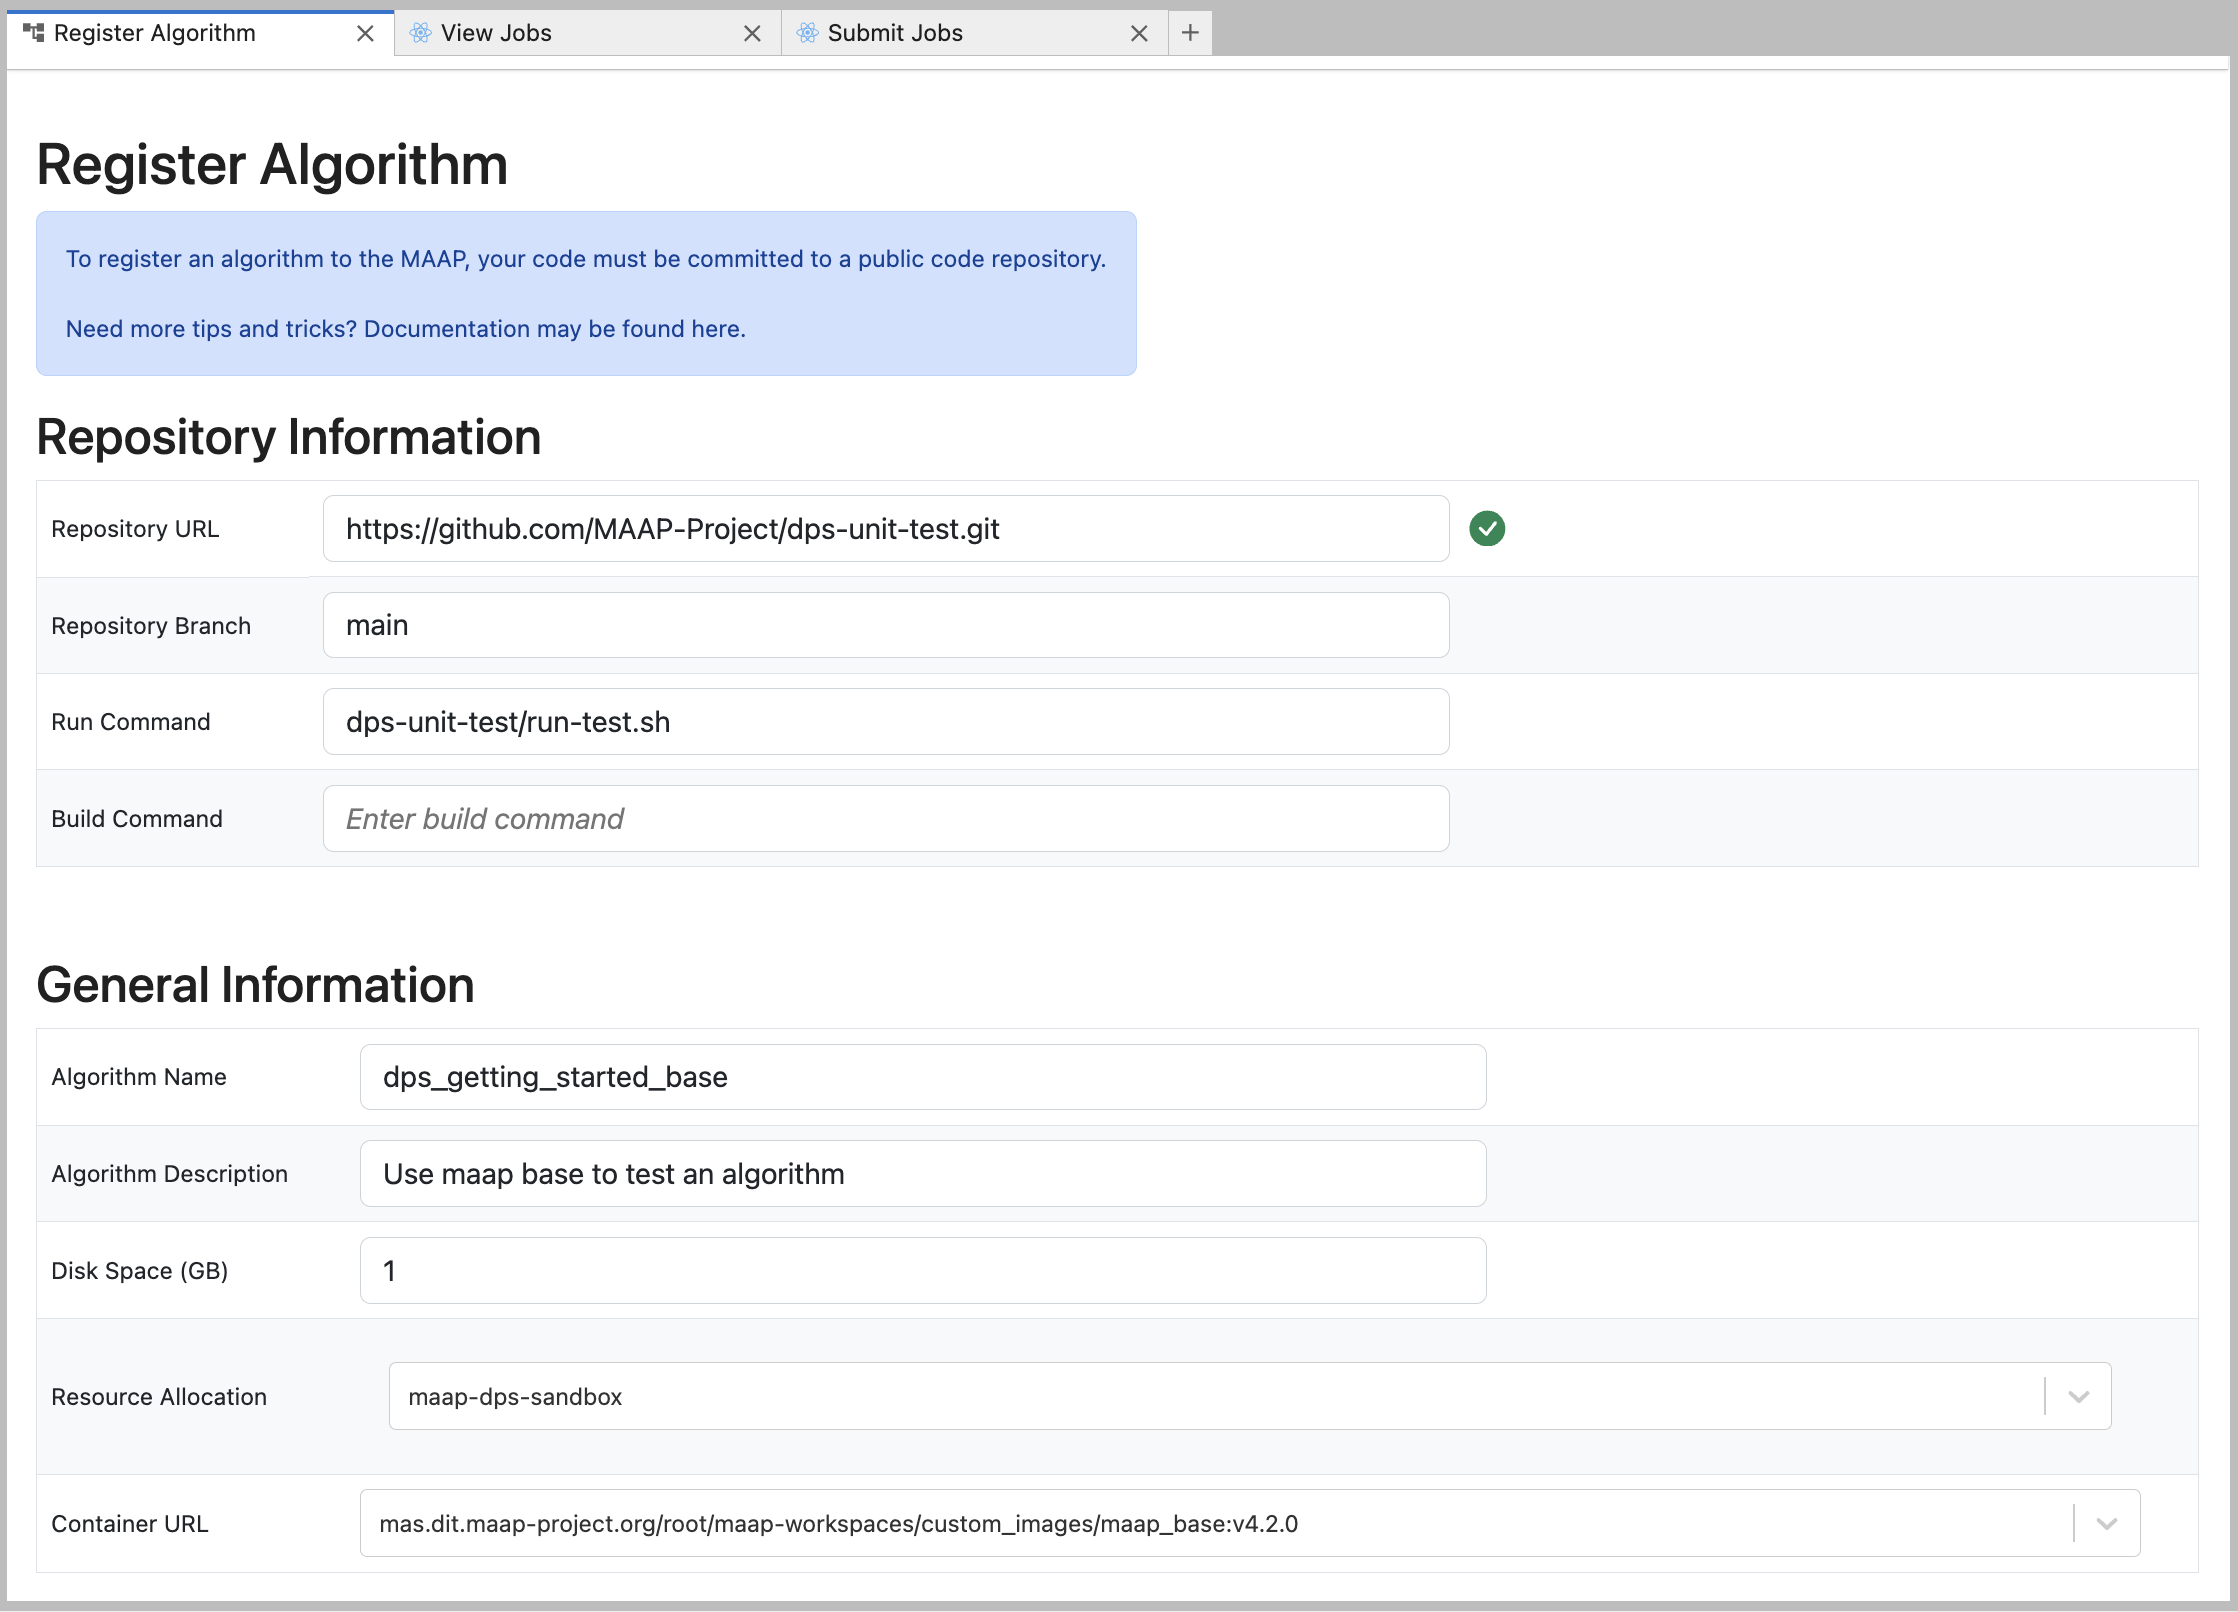 Register Algorithm
View Jobs
Submit Jobs
Register Algorithm
To register an algorithm to the MAAP, your code must be committed to a public code repository.
Need more tips and tricks? Documentation may be found here.
Repository Information
Repository URL
https://github.com/MAAP-Project/dps-unit-test.git
Repository Branch
main
Run Command
dps-unit-test/run-test.sh
Build Command
Enter build command
General Information
Algorithm Name
dps_getting_started_base
Algorithm Description
Use maap base to test an algorithm
Disk Space (GB)
1
Resource Allocation
maap-dps-sandbox
Container URL
mas.dit.maap-project.org/root/maap-workspaces/custom_images/maap_base:v4.2.0